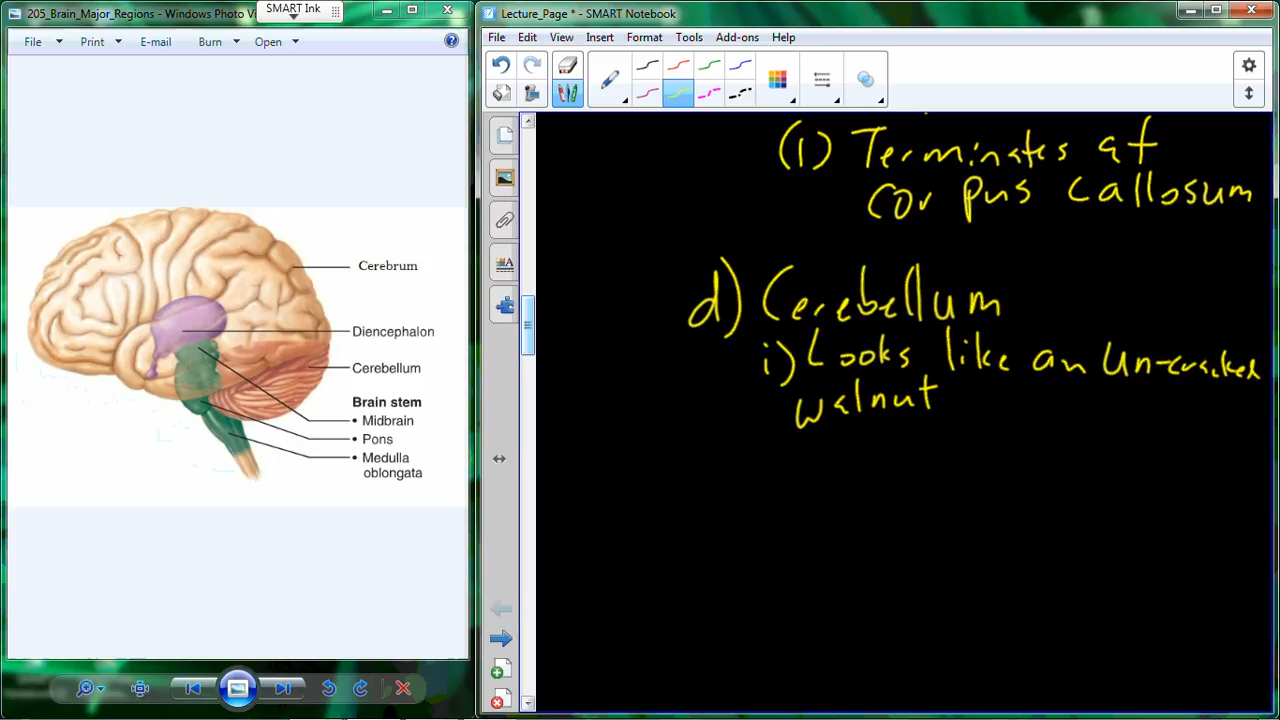 205_Brain_Major_Regions - Windows Photo Vi
SMART Ink
File Print E-mail Burn Open
Cerebrum
Diencephalon
Cerebellum
Brain stem
• Midbrain
• Pons
• Medulla
oblongata
Lecture_Page * - SMART Notebook
File Edit View Insert Format Tools Add-ons Help
(1) Terminates at
corpus callosum
d) Cerebellum
i) Looks like an un-cracked
walnut